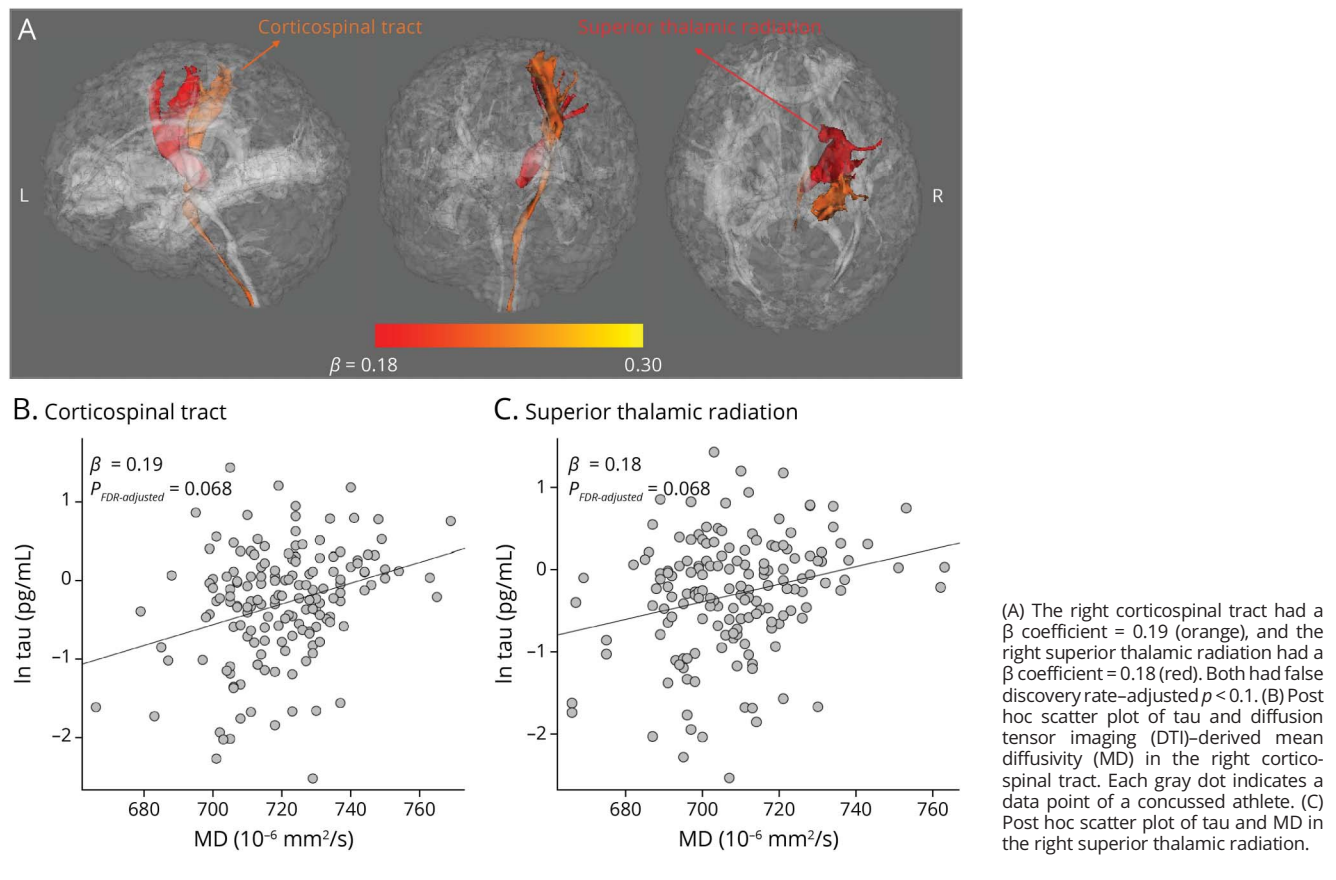 A
Corticospinal tract
Superior thalamic radiation
L
R
β = 0.18
0.30
B. Corticospinal tract
β = 0.19
P FDR-adjusted = 0.068
ln tau (pg/mL)
1
0
−1
−2
680 700 720 740 760
MD (10⁻⁶ mm²/s)
C. Superior thalamic radiation
β = 0.18
P FDR-adjusted = 0.068
ln tau (pg/mL)
1
0
−1
−2
680 700 720 740 760
MD (10⁻⁶ mm²/s)
(A) The right corticospinal tract had a
β coefficient = 0.19 (orange), and the
right superior thalamic radiation had a
β coefficient = 0.18 (red). Both had false
discovery rate–adjusted p < 0.1. (B) Post
hoc scatter plot of tau and diffusion
tensor imaging (DTI)–derived mean
diffusivity (MD) in the right cortico-
spinal tract. Each gray dot indicates a
data point of a concussed athlete. (C)
Post hoc scatter plot of tau and MD in
the right superior thalamic radiation.